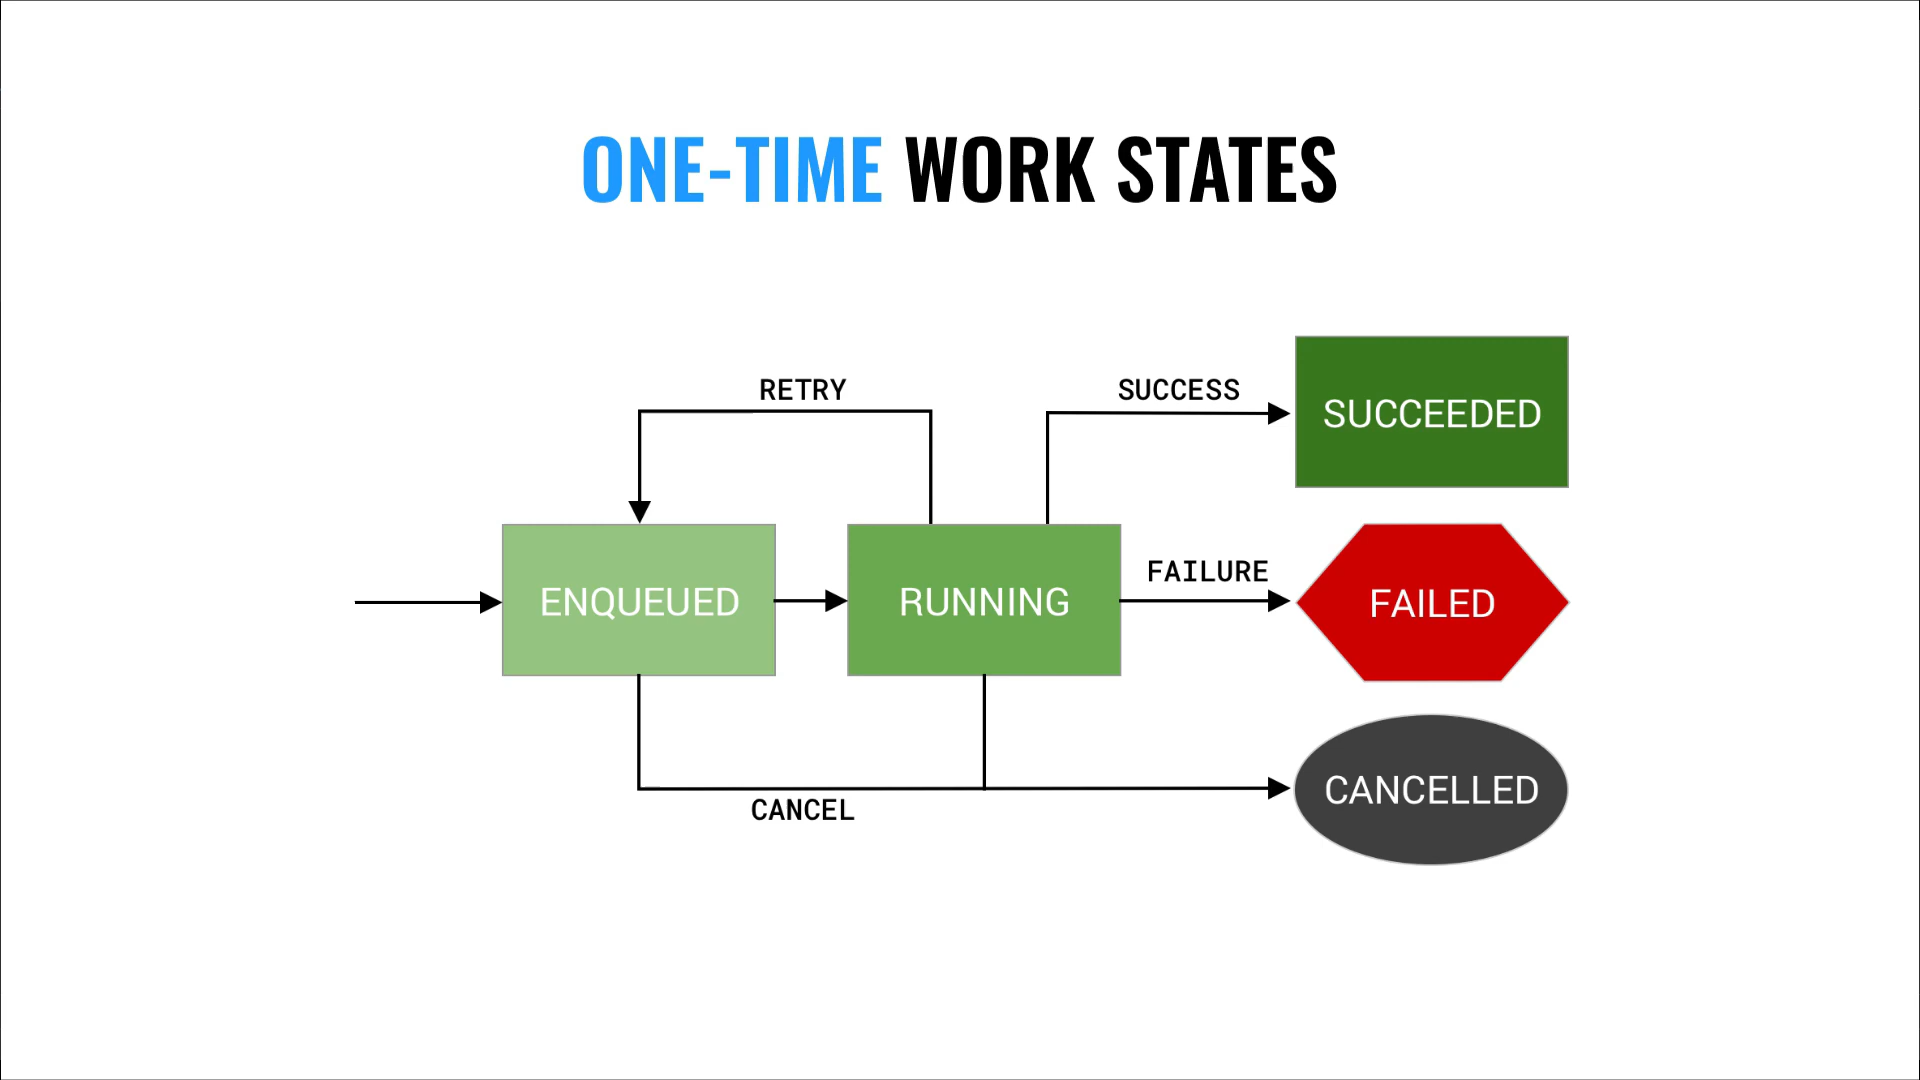 ONE-TIME WORK STATES
RETRY
SUCCESS
SUCCEEDED
ENQUEUED
RUNNING
FAILURE
FAILED
CANCEL
CANCELLED